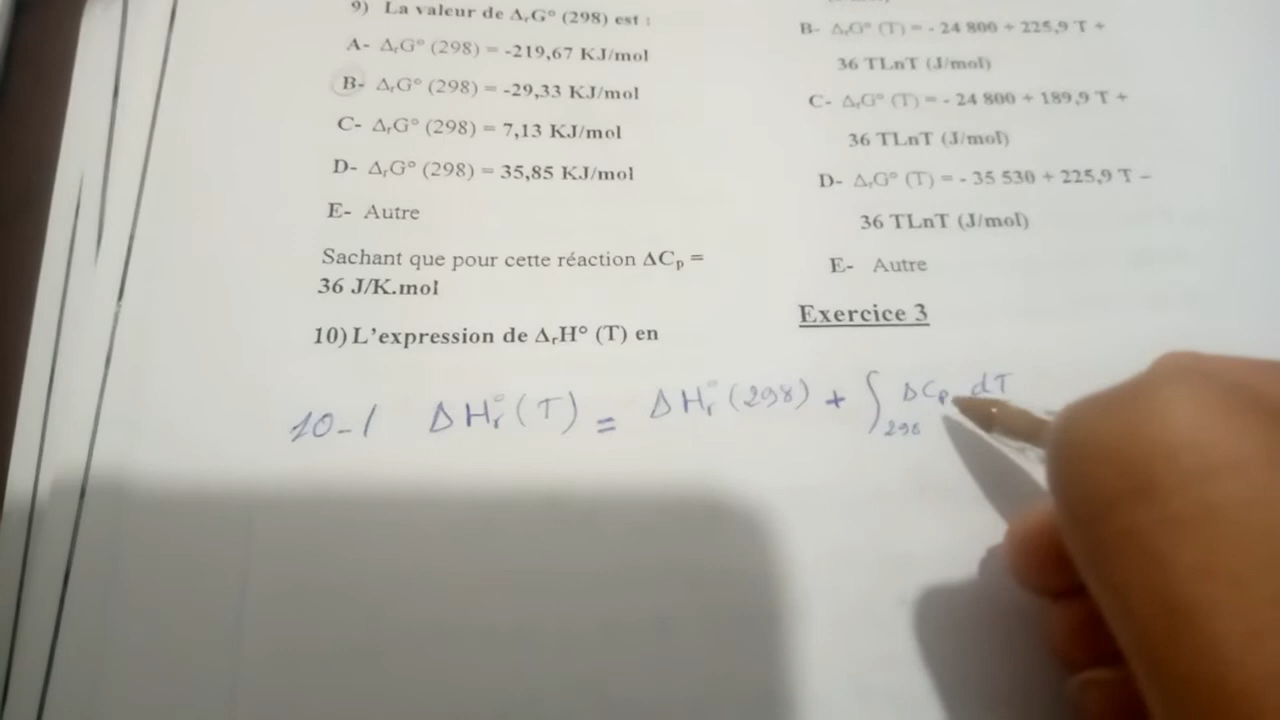 9) La valeur de ΔrG° (298) est :
A- ΔrG° (298) = -219,67 KJ/mol
B- ΔrG° (298) = -29,33 KJ/mol
C- ΔrG° (298) = 7,13 KJ/mol
D- ΔrG° (298) = 35,85 KJ/mol
E- Autre
Sachant que pour cette réaction ΔCp =
36 J/K.mol
10) L'expression de ΔrH° (T) en
B- ΔrG° (T) = - 24 800 + 225,9 T +
36 TLnT (J/mol)
C- ΔrG° (T) = - 24 800 + 189,9 T +
36 TLnT (J/mol)
D- ΔrG° (T) = - 35 530 + 225,9 T –
36 TLnT (J/mol)
E- Autre
Exercice 3
10-/ ΔHr°(T) = ΔHr°(298) + ∫298 ΔCp dT